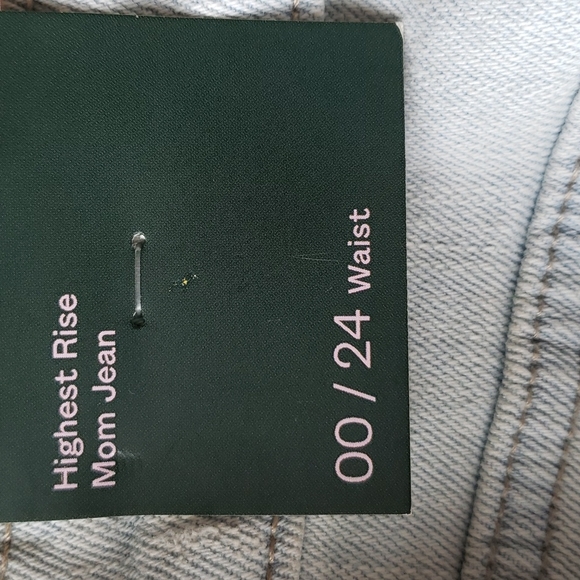 Highest Rise
Mom Jean
00 / 24 Waist